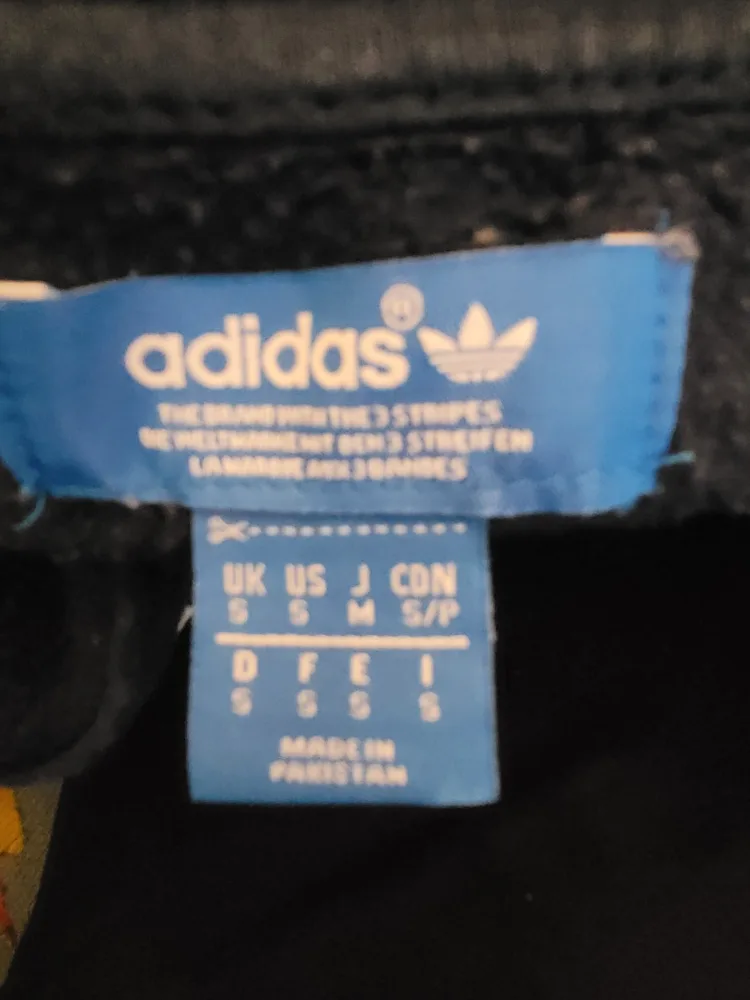 adidas®
THE BRAND WITH THE 3 STRIPES
DIE WELTMARKE MIT DEN 3 STREIFEN
LA MARQUE AUX 3 BANDES
UK US J CDN
S S M S/P
D F E I
S S S S
MADE IN
PAKISTAN